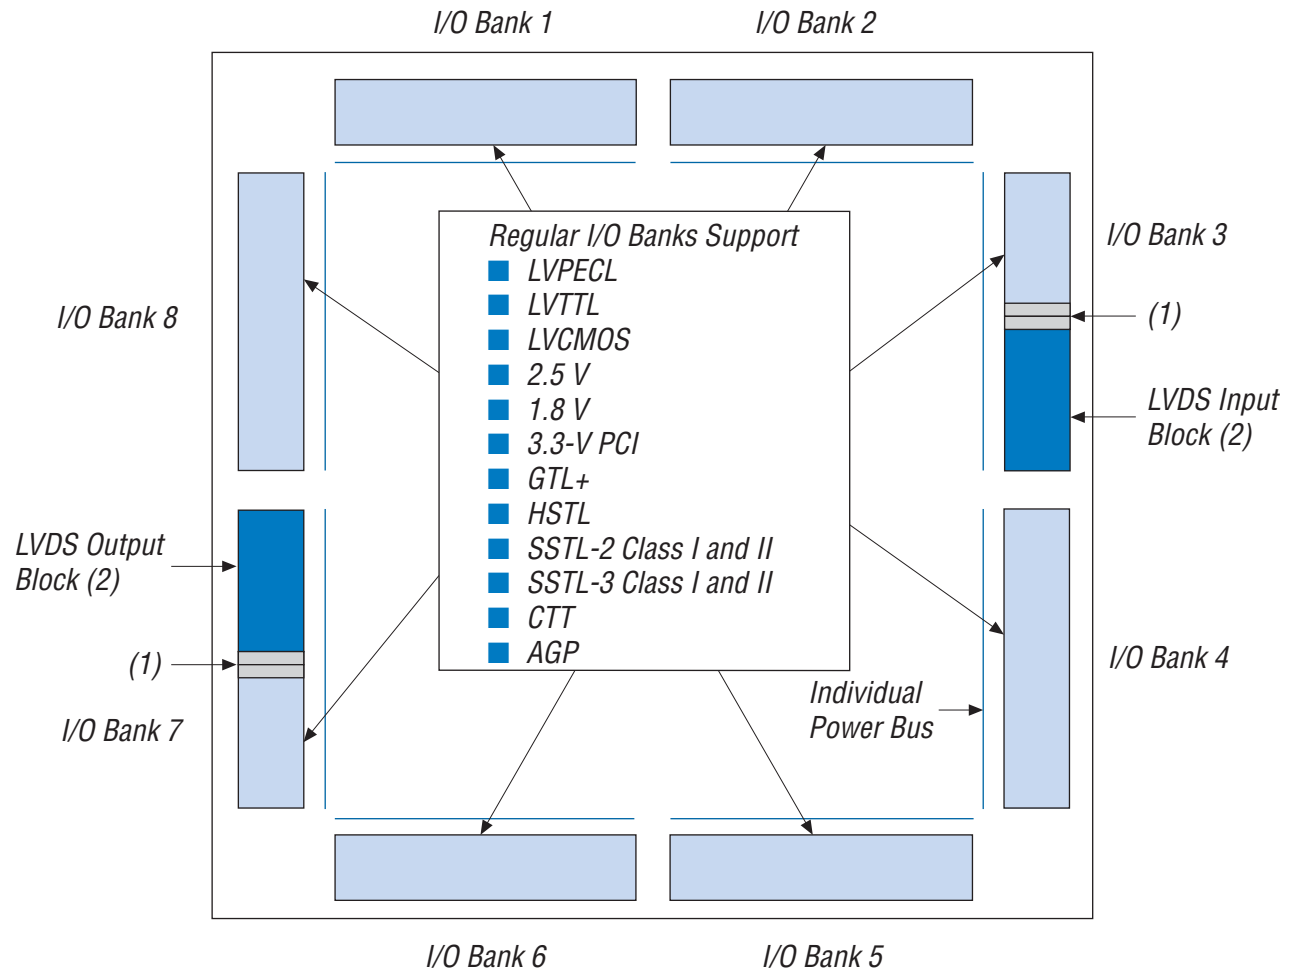 I/O Bank 1
I/O Bank 2
Regular I/O Banks Support
LVPECL
LVTTL
LVCMOS
2.5 V
1.8 V
3.3-V PCI
GTL+
HSTL
SSTL-2 Class I and II
SSTL-3 Class I and II
CTT
AGP
I/O Bank 3
(1)
LVDS Input
Block (2)
I/O Bank 8
LVDS Output
Block (2)
(1)
I/O Bank 7
I/O Bank 4
Individual
Power Bus
I/O Bank 6
I/O Bank 5